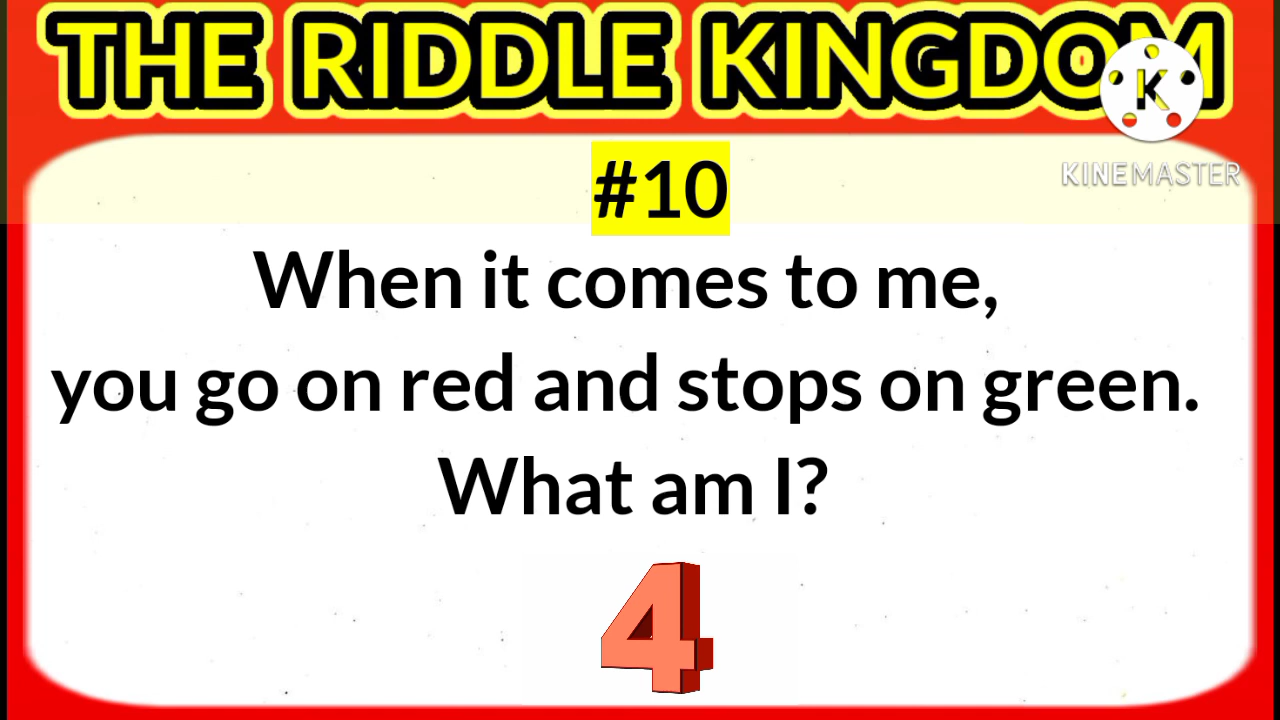 THE RIDDLE KINGDOM
K
KINEMASTER
#10
When it comes to me,
you go on red and stops on green.
What am I?
4